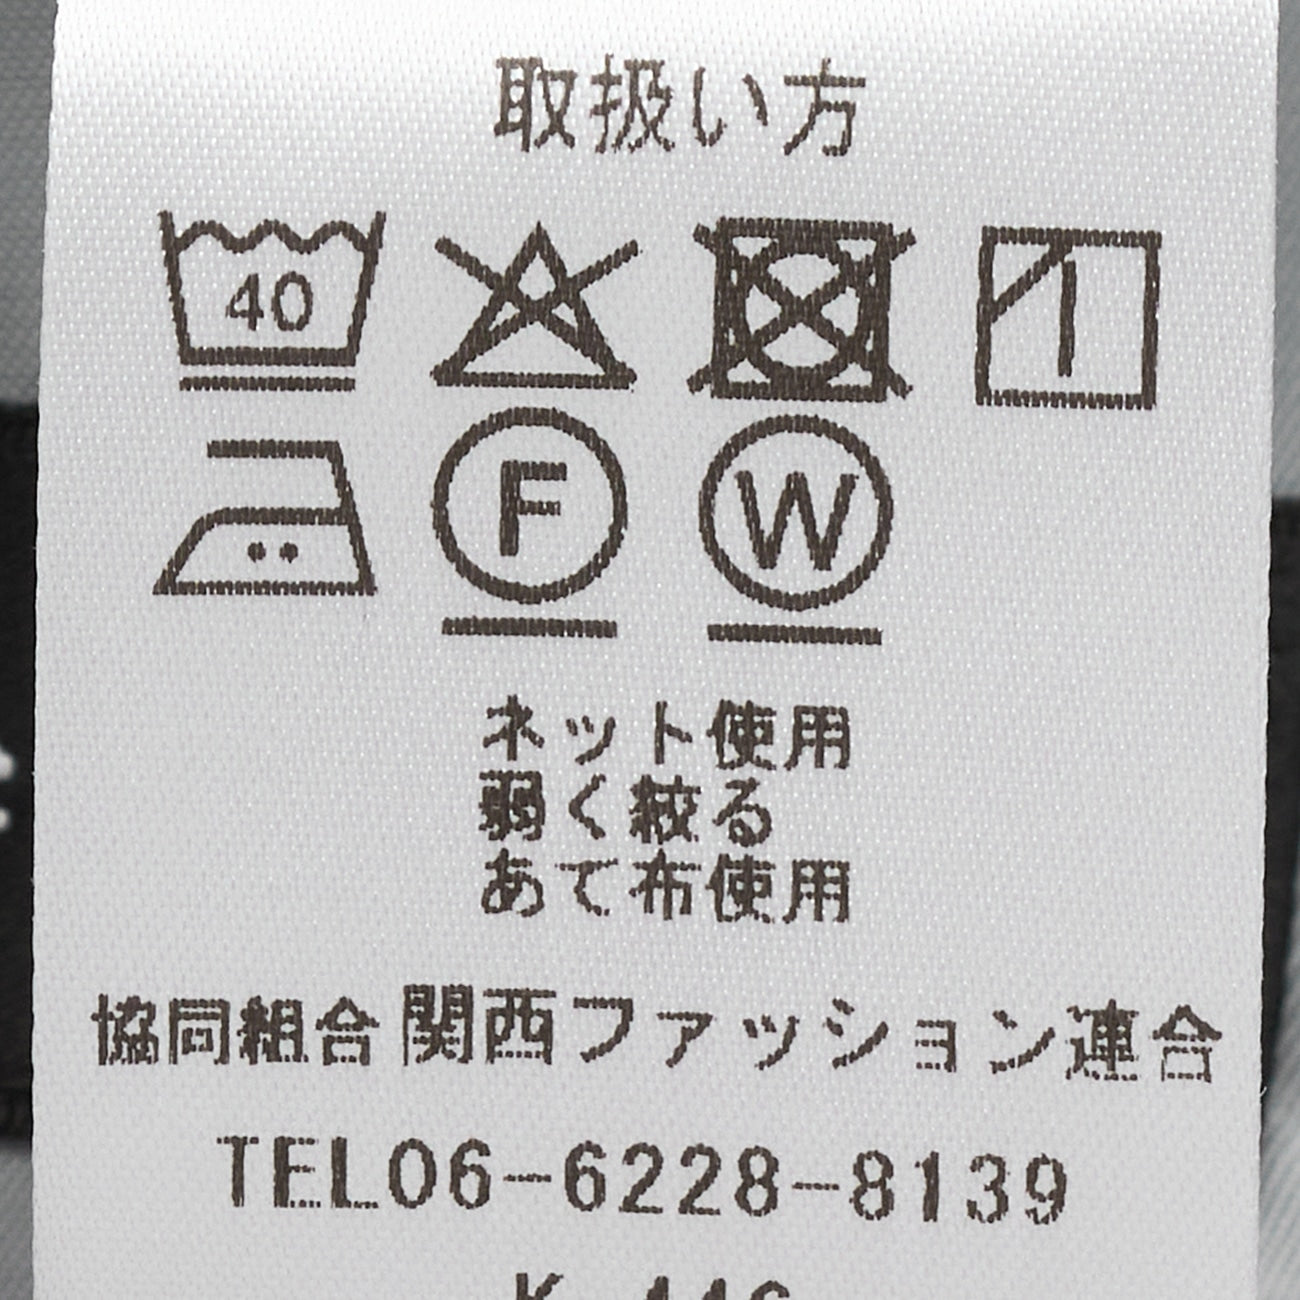 取扱い方
40
F W
ネット使用
弱く絞る
あて布使用
協同組合関西ファッション連合
TEL06-6228-8139